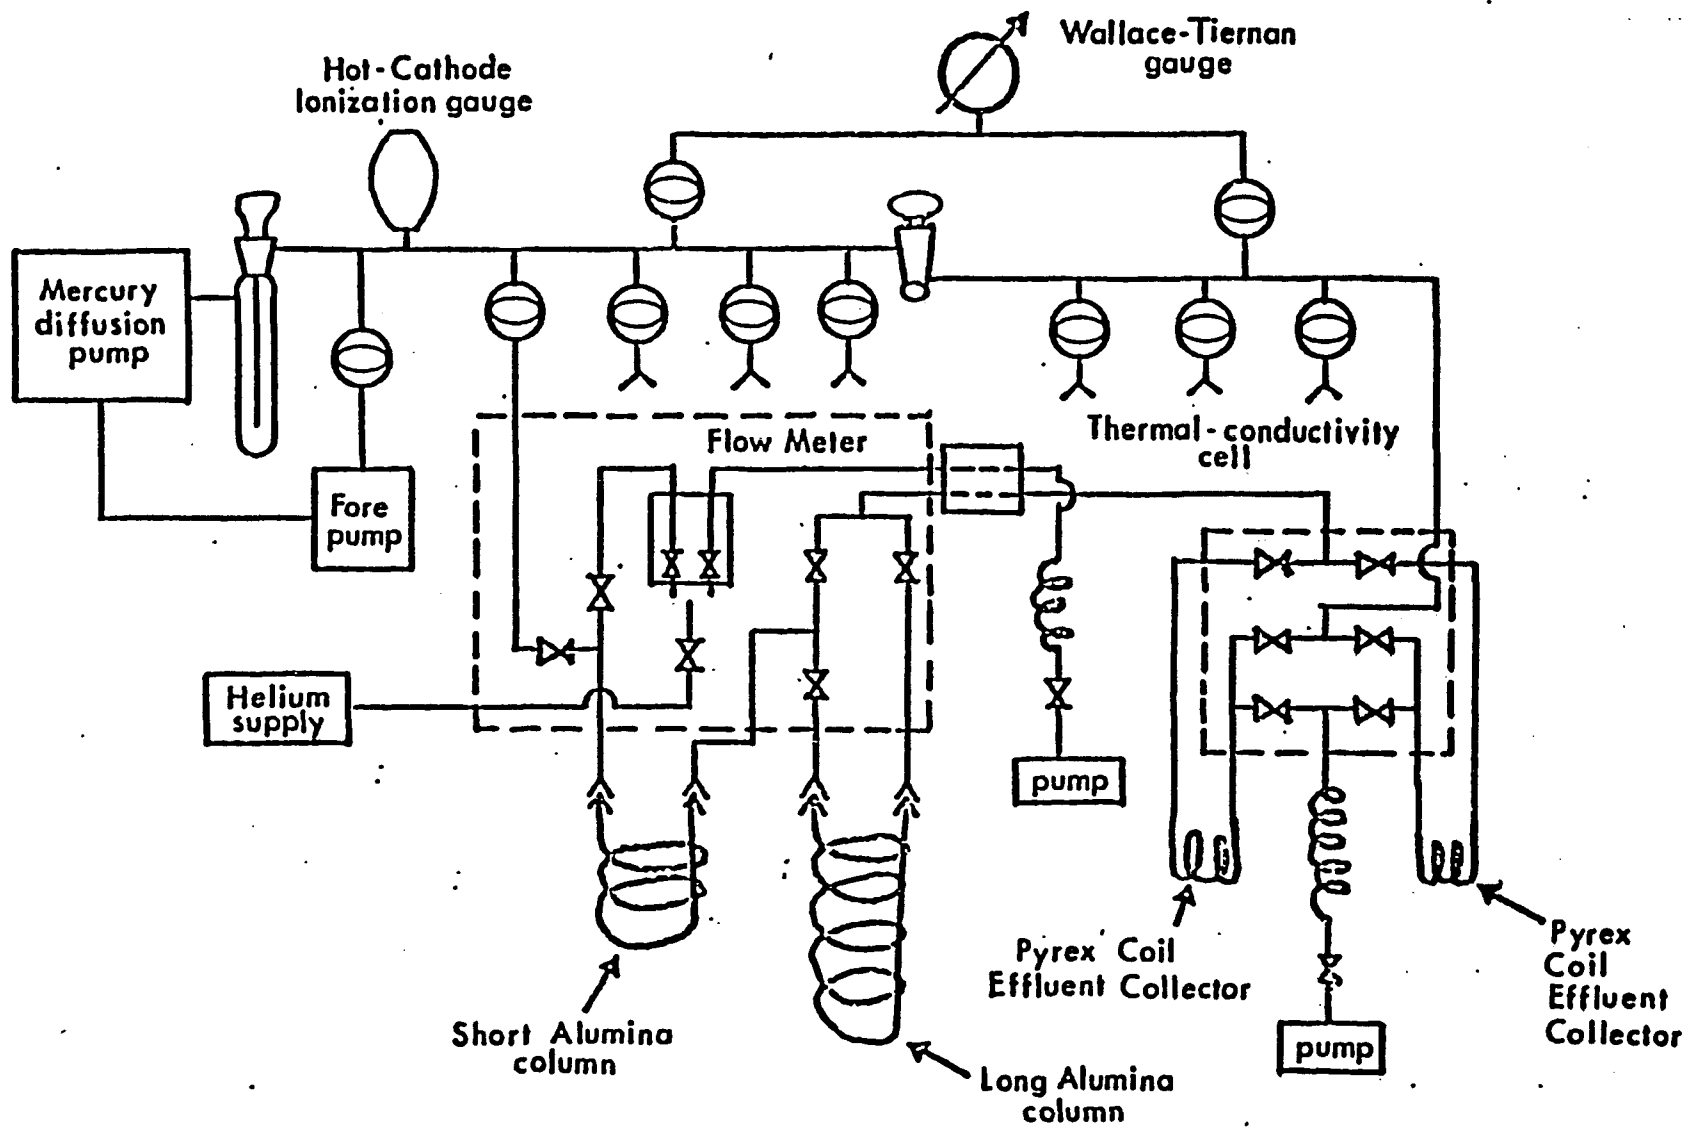 Wallace-Tiernan
gauge
Hot-Cathode
Ionization gauge
Mercury
diffusion
pump
Fore
pump
Flow Meter
Thermal-conductivity
cell
Helium
supply
pump
Pyrex Coil
Effluent Collector
Pyrex
Coil
Effluent
Collector
Short Alumina
column
Long Alumina
column
pump